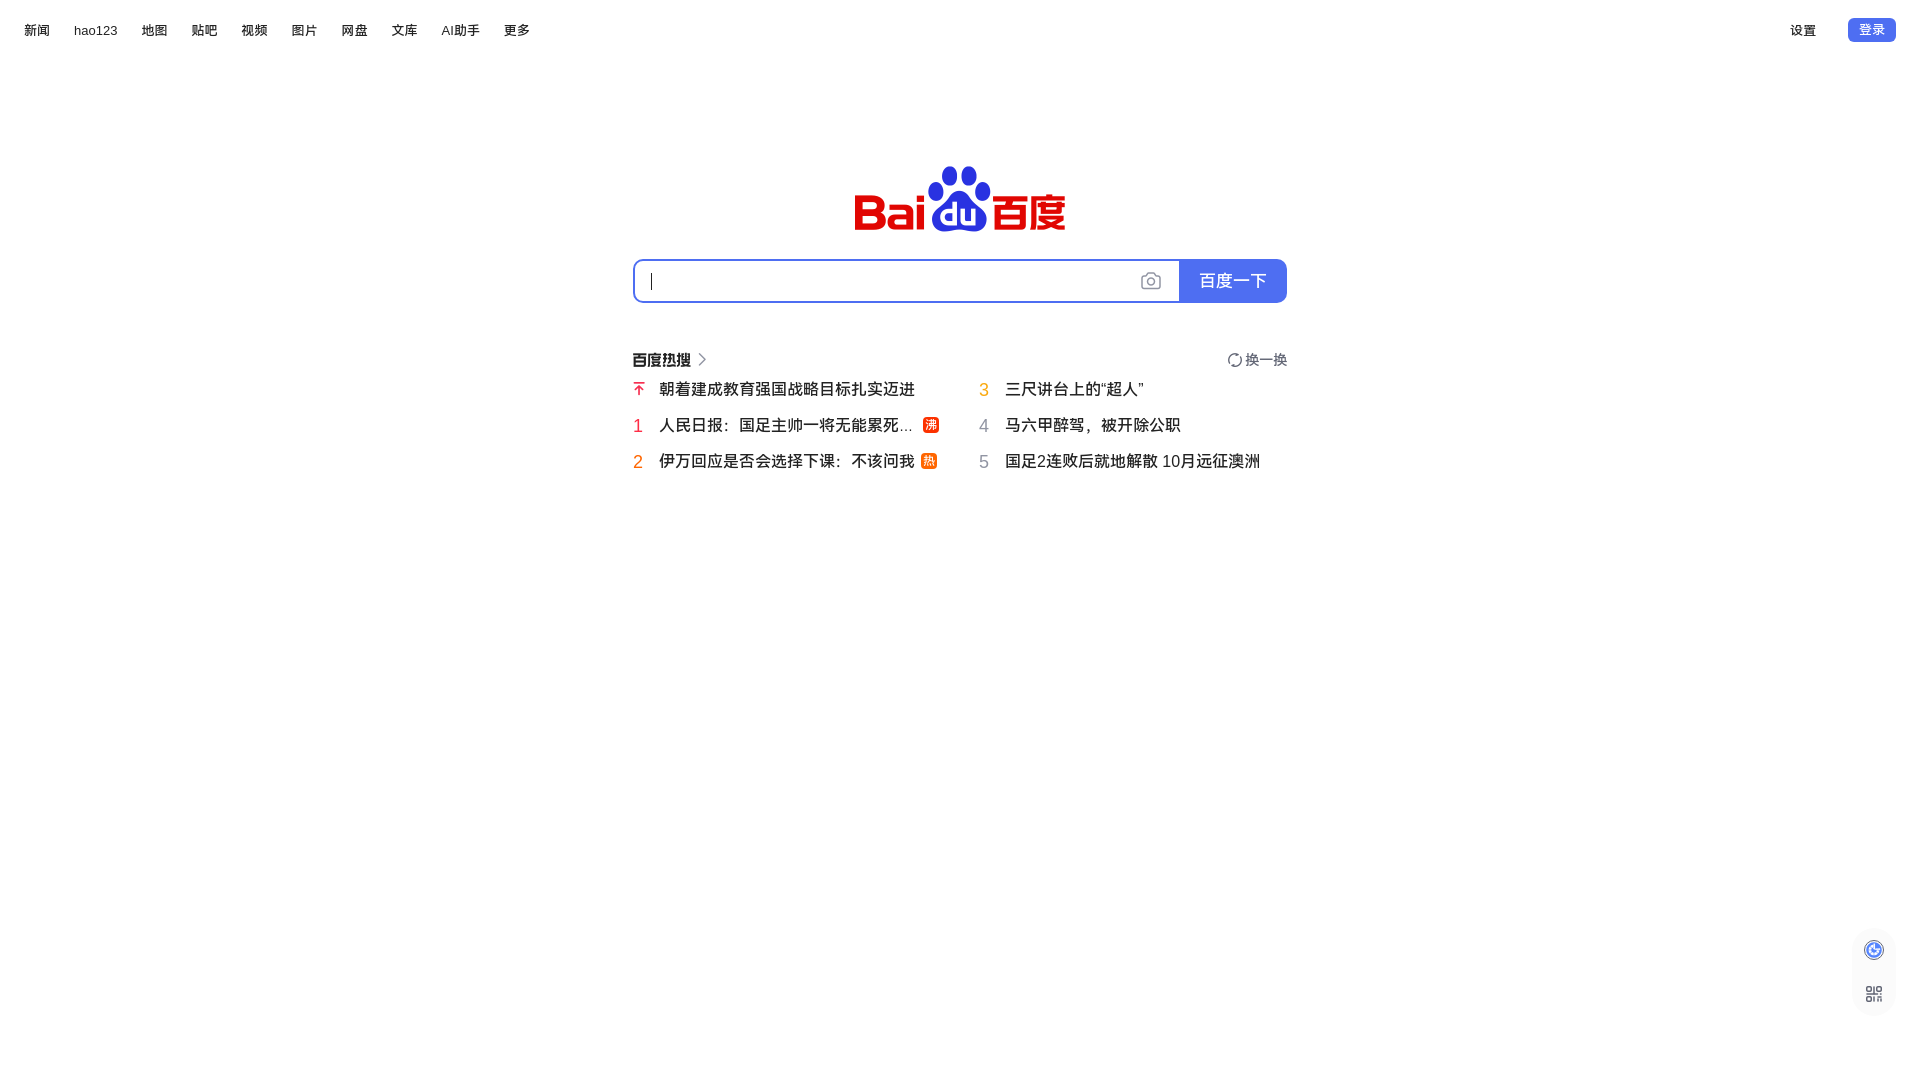 新闻 hao123 地图 贴吧 视频 图片 网盘 文库 AI助手 更多 设置 登录
Baidu百度
百度一下
百度热搜 换一换
朝着建成教育强国战略目标扎实迈进
1 人民日报：国足主帅一将无能累死... 沸
2 伊万回应是否会选择下课：不该问我 热
3 三尺讲台上的“超人”
4 马六甲醉驾，被开除公职
5 国足2连败后就地解散 10月远征澳洲